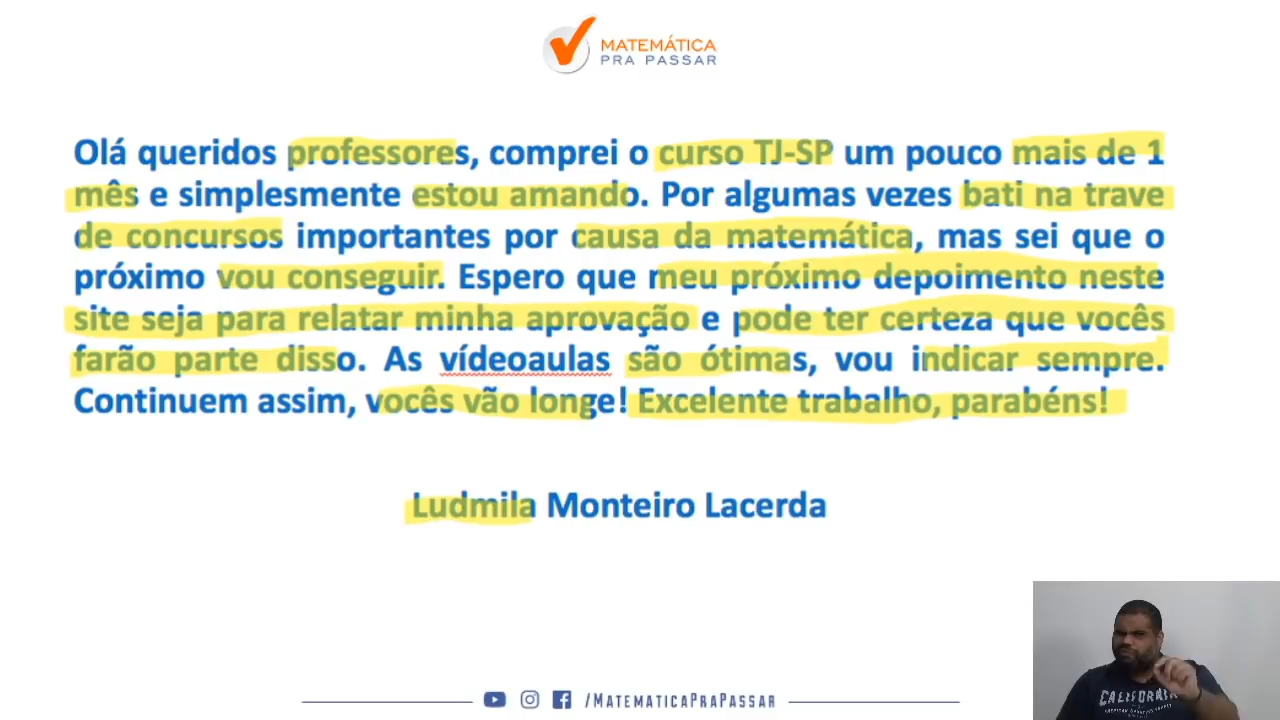 MATEMÁTICA
PRA PASSAR
Olá queridos professores, comprei o curso TJ-SP um pouco mais de 1
mês e simplesmente estou amando. Por algumas vezes bati na trave
de concursos importantes por causa da matemática, mas sei que o
próximo vou conseguir. Espero que meu próximo depoimento neste
site seja para relatar minha aprovação e pode ter certeza que vocês
farão parte disso. As vídeoaulas são ótimas, vou indicar sempre.
Continuem assim, vocês vão longe! Excelente trabalho, parabéns!
Ludmila Monteiro Lacerda
CALIFORNIA
/MATEMATICAPRAPASSAR